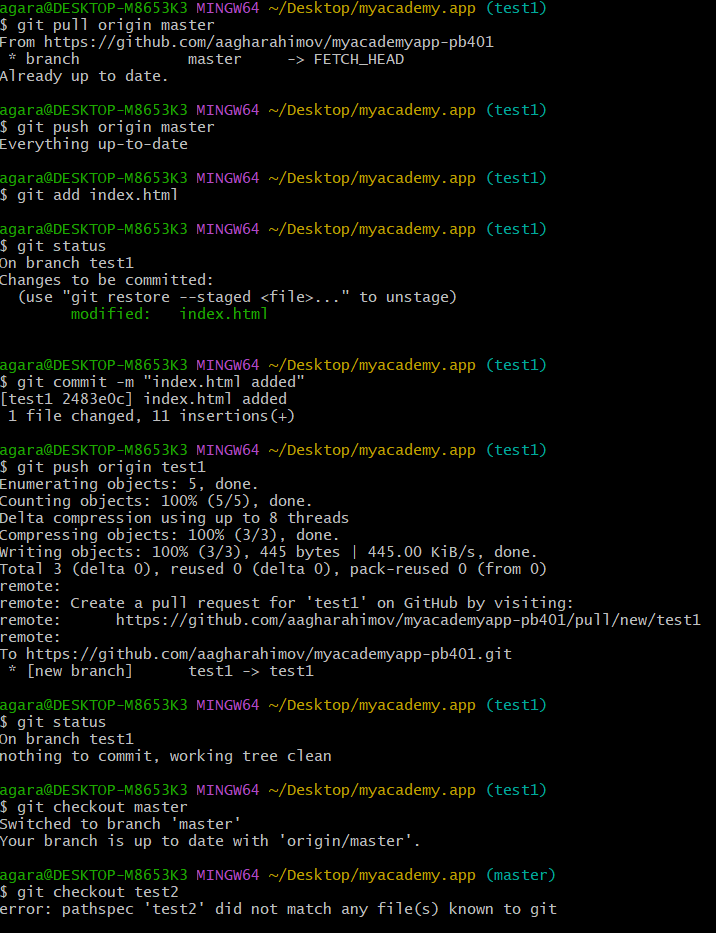 agara@DESKTOP-M8653K3 MINGW64 ~/Desktop/myacademy.app (test1)
$ git pull origin master
From https://github.com/aagharahimov/myacademyapp-pb401
 * branch            master     -> FETCH_HEAD
Already up to date.

agara@DESKTOP-M8653K3 MINGW64 ~/Desktop/myacademy.app (test1)
$ git push origin master
Everything up-to-date

agara@DESKTOP-M8653K3 MINGW64 ~/Desktop/myacademy.app (test1)
$ git add index.html

agara@DESKTOP-M8653K3 MINGW64 ~/Desktop/myacademy.app (test1)
$ git status
On branch test1
Changes to be committed:
  (use "git restore --staged <file>..." to unstage)
        modified:   index.html


agara@DESKTOP-M8653K3 MINGW64 ~/Desktop/myacademy.app (test1)
$ git commit -m "index.html added"
[test1 2483e0c] index.html added
 1 file changed, 11 insertions(+)

agara@DESKTOP-M8653K3 MINGW64 ~/Desktop/myacademy.app (test1)
$ git push origin test1
Enumerating objects: 5, done.
Counting objects: 100% (5/5), done.
Delta compression using up to 8 threads
Compressing objects: 100% (3/3), done.
Writing objects: 100% (3/3), 445 bytes | 445.00 KiB/s, done.
Total 3 (delta 0), reused 0 (delta 0), pack-reused 0 (from 0)
remote:
remote: Create a pull request for 'test1' on GitHub by visiting:
remote:      https://github.com/aagharahimov/myacademyapp-pb401/pull/new/test1
remote:
To https://github.com/aagharahimov/myacademyapp-pb401.git
 * [new branch]      test1 -> test1

agara@DESKTOP-M8653K3 MINGW64 ~/Desktop/myacademy.app (test1)
$ git status
On branch test1
nothing to commit, working tree clean

agara@DESKTOP-M8653K3 MINGW64 ~/Desktop/myacademy.app (test1)
$ git checkout master
Switched to branch 'master'
Your branch is up to date with 'origin/master'.

agara@DESKTOP-M8653K3 MINGW64 ~/Desktop/myacademy.app (master)
$ git checkout test2
error: pathspec 'test2' did not match any file(s) known to git